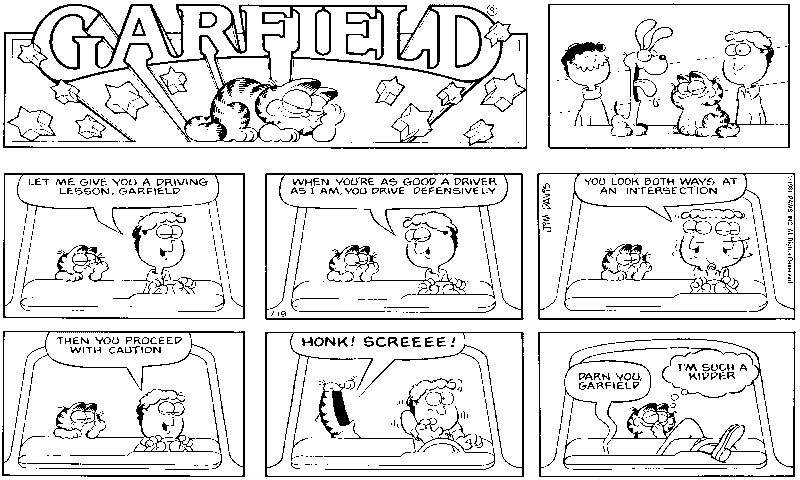 GARFIELD
LET ME GIVE YOU A DRIVING
LESSON, GARFIELD
WHEN YOU'RE AS GOOD A DRIVER
AS I AM, YOU DRIVE DEFENSIVELY
7/19
YOU LOOK BOTH WAYS AT
AN INTERSECTION
JIM DAVIS
THEN YOU PROCEED
WITH CAUTION
HONK! SCREEEE!
DARN YOU,
GARFIELD
I'M SUCH A
KIDDER